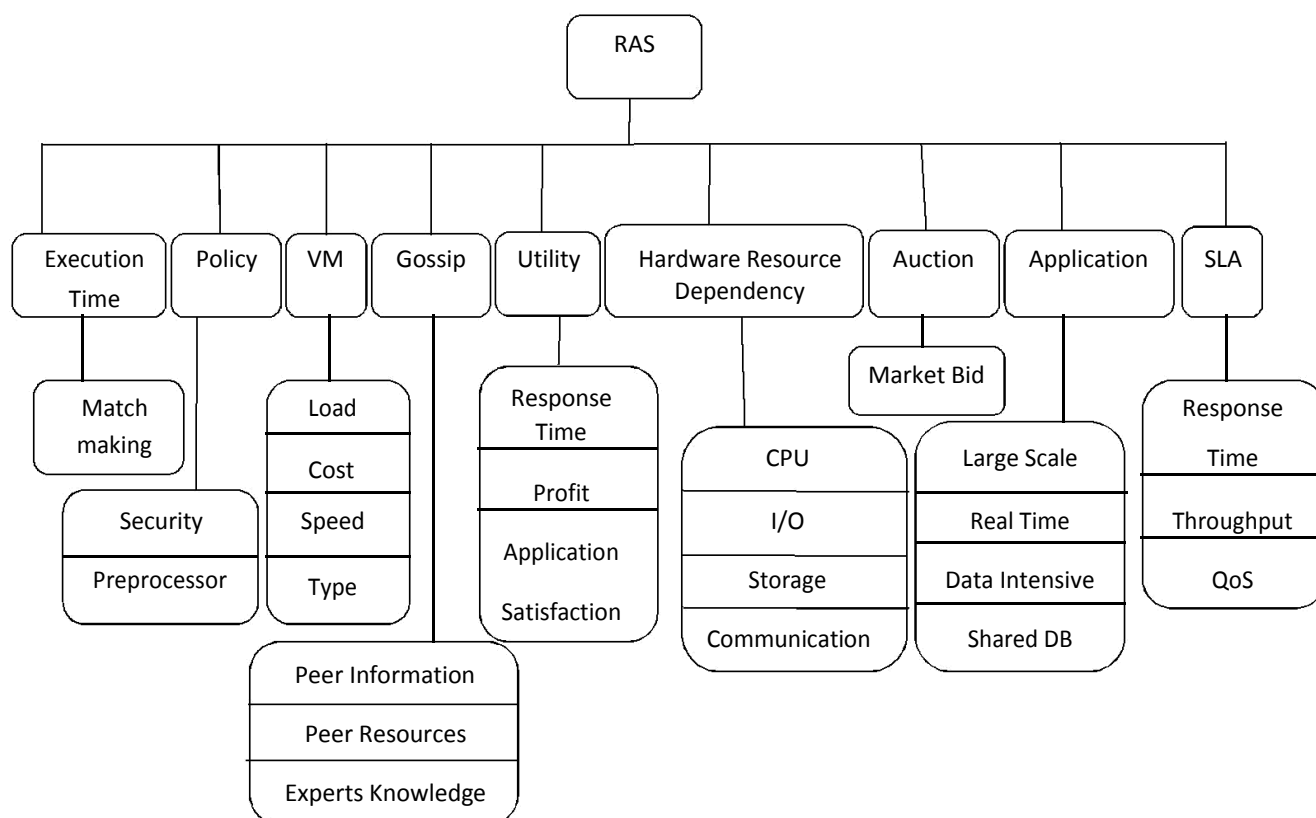 RAS
Execution
Time
Policy
VM
Gossip
Utility
Hardware Resource
Dependency
Auction
Application
SLA
Match
making
Security
Preprocessor
Load
Cost
Speed
Type
Peer Information
Peer Resources
Experts Knowledge
Response
Time
Profit
Application
Satisfaction
CPU
I/O
Storage
Communication
Market Bid
Large Scale
Real Time
Data Intensive
Shared DB
Response
Time
Throughput
QoS